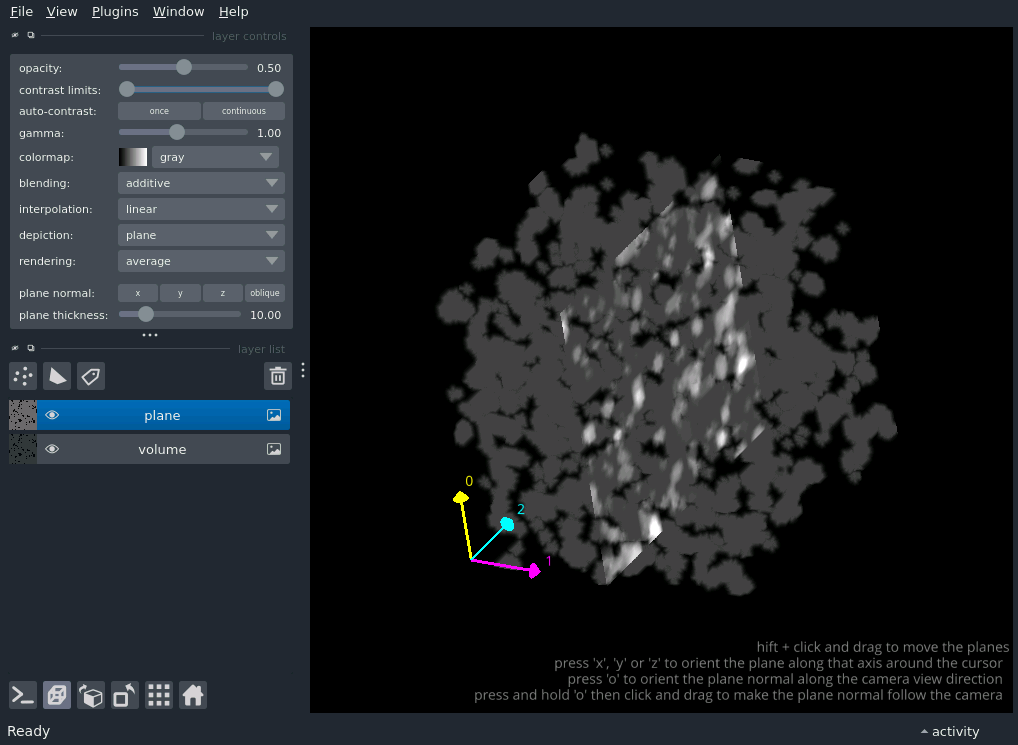 File View Plugins Window Help
layer controls
opacity: 0.50
contrast limits:
auto-contrast: once continuous
gamma: 1.00
colormap: gray
blending: additive
interpolation: linear
depiction: plane
rendering: average
plane normal: x y z oblique
plane thickness: 10.00
layer list
plane
volume
0
2
1
hift + click and drag to move the planes
press 'x', 'y' or 'z' to orient the plane along that axis around the cursor
press 'o' to orient the plane normal along the camera view direction
press and hold 'o' then click and drag to make the plane normal follow the camera
Ready activity